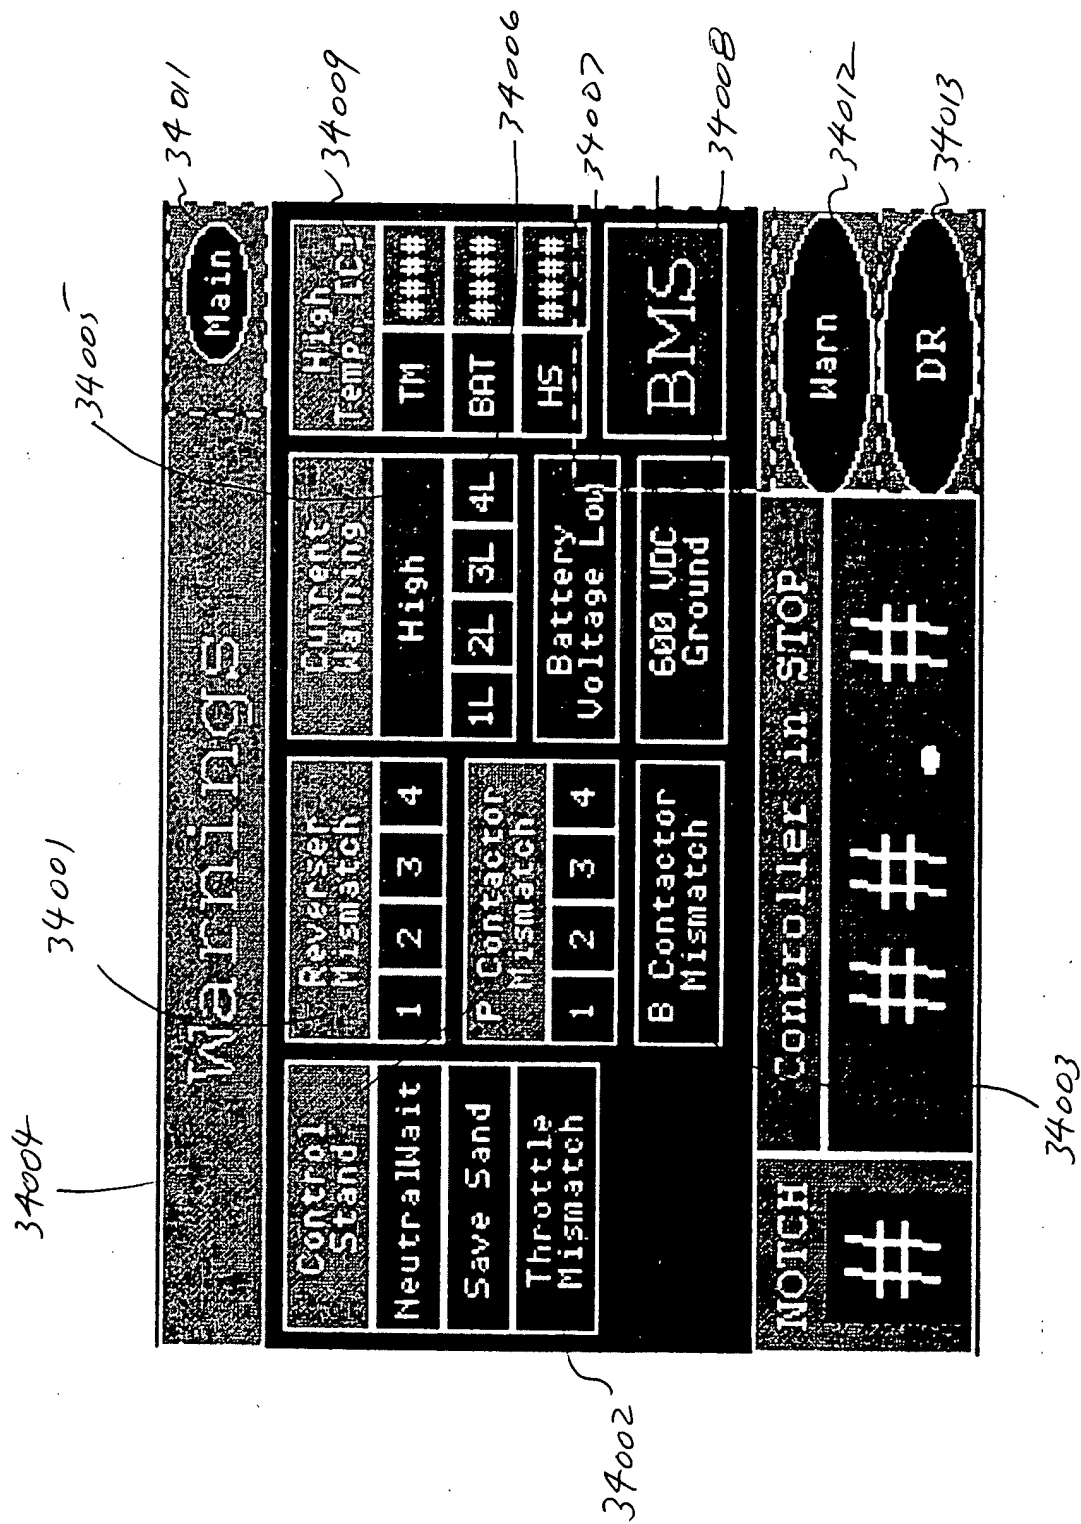 34011
34005
34009
34006
34007
34008
34012
34013
34001
34004
34003
34002
Warnings
Main
Control
Stand
NeutralWait
Save Sand
Throttle
Mismatch
Reverser
Mismatch
1 2 3 4
P Contactor
Mismatch
1 2 3 4
B Contactor
Mismatch
Current
Warning
High
1L 2L 3L 4L
Battery
Voltage Low
600 VDC
Ground
High
Temp. [C]
TM ####
BAT ####
HS ####
BMS
NOTCH
#
Controller in STOP
# # . #
Warn
DR